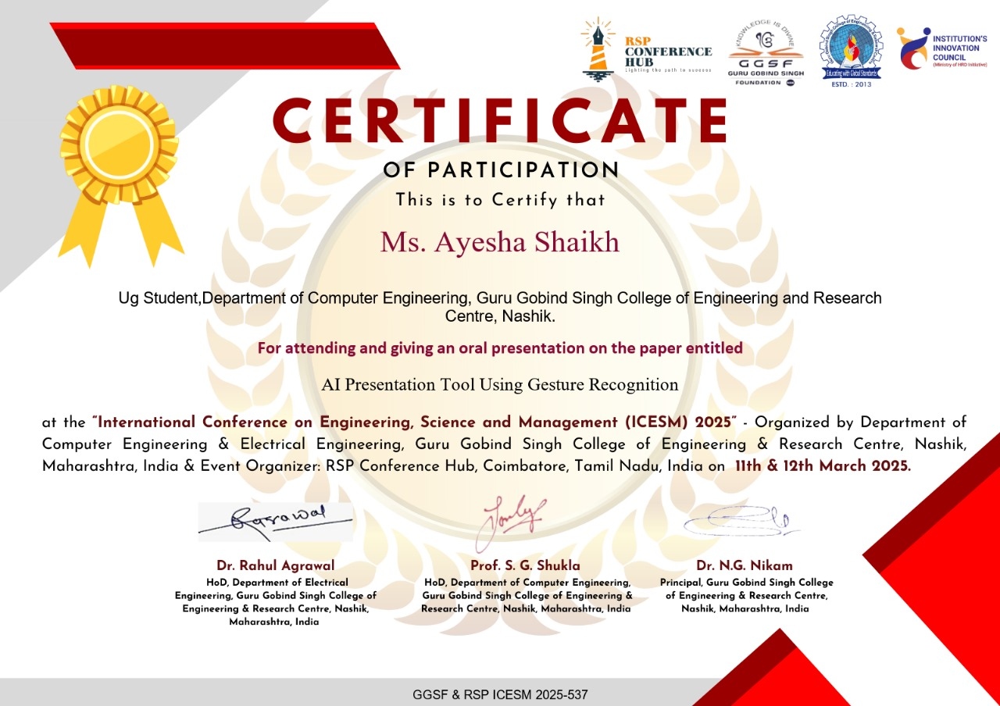 RSP
CONFERENCE
HUB
Lighting the path to success
KNOWLEDGE IS DIVINE
GGSF
GURU GOBIND SINGH
FOUNDATION
Educating with Global Standards
ESTD. : 2013
INSTITUTION'S
INNOVATION
COUNCIL
(Ministry of HRD Initiative)
CERTIFICATE
OF PARTICIPATION
This is to Certify that
Ms. Ayesha Shaikh
Ug Student,Department of Computer Engineering, Guru Gobind Singh College of Engineering and Research
Centre, Nashik.
For attending and giving an oral presentation on the paper entitled
AI Presentation Tool Using Gesture Recognition
at the "International Conference on Engineering, Science and Management (ICESM) 2025" - Organized by Department of
Computer Engineering & Electrical Engineering, Guru Gobind Singh College of Engineering & Research Centre, Nashik,
Maharashtra, India & Event Organizer: RSP Conference Hub, Coimbatore, Tamil Nadu, India on 11th & 12th March 2025.
Dr. Rahul Agrawal
HoD, Department of Electrical
Engineering, Guru Gobind Singh College of
Engineering & Research Centre, Nashik,
Maharashtra, India
Prof. S. G. Shukla
HoD, Department of Computer Engineering,
Guru Gobind Singh College of Engineering &
Research Centre, Nashik, Maharashtra, India
Dr. N.G. Nikam
Principal, Guru Gobind Singh College
of Engineering & Research Centre,
Nashik, Maharashtra, India
GGSF & RSP ICESM 2025-537